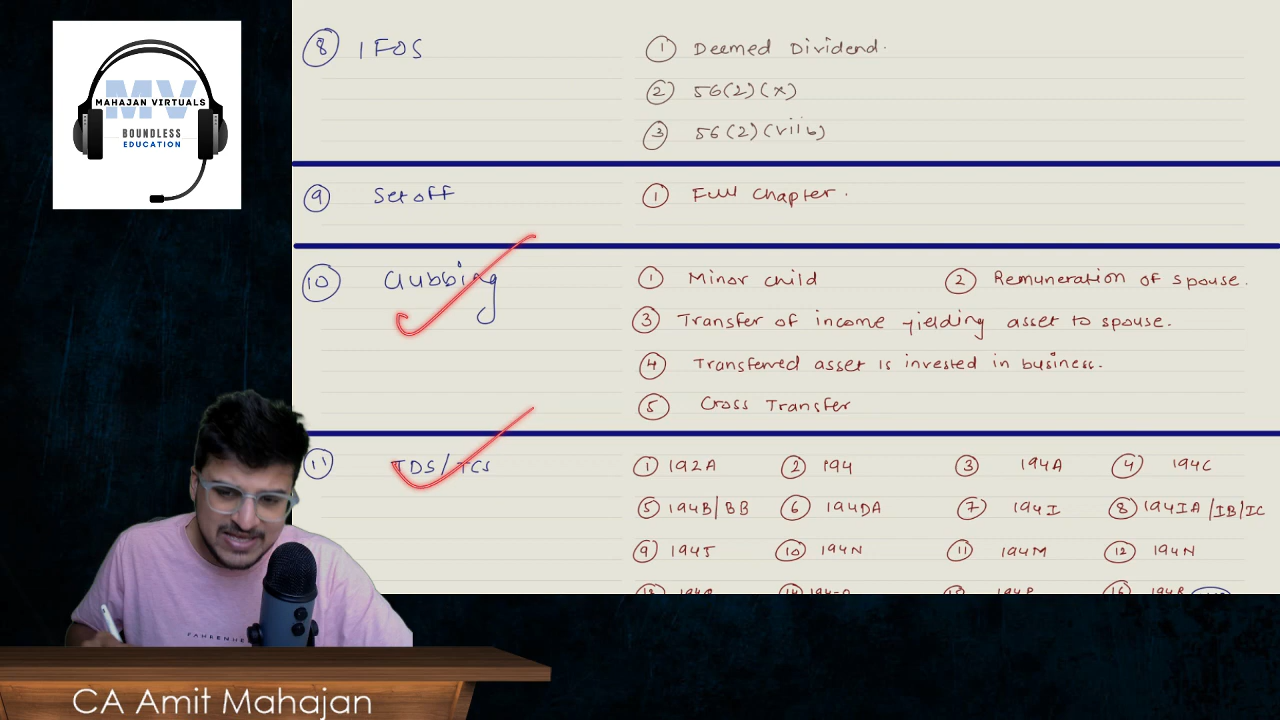 MV
MAHAJAN VIRTUALS
BOUNDLESS
EDUCATION
8 IFOS
1 Deemed Dividend.
2 56(2)(x)
3 56(2)(viib)
9 Setoff
1 Full Chapter.
10 Clubbing
1 Minor child 2 Remuneration of spouse.
3 Transfer of income yielding asset to spouse.
4 Transferred asset is invested in business.
5 Cross Transfer
11 TDS/TCS
1 192A 2 194 3 194A 4 194C
5 194B/BB 6 194DA 7 194I 8 194IA/IB/IC
9 194J 10 194N 11 194M 12 194N
FAHRENHE
CA Amit Mahajan